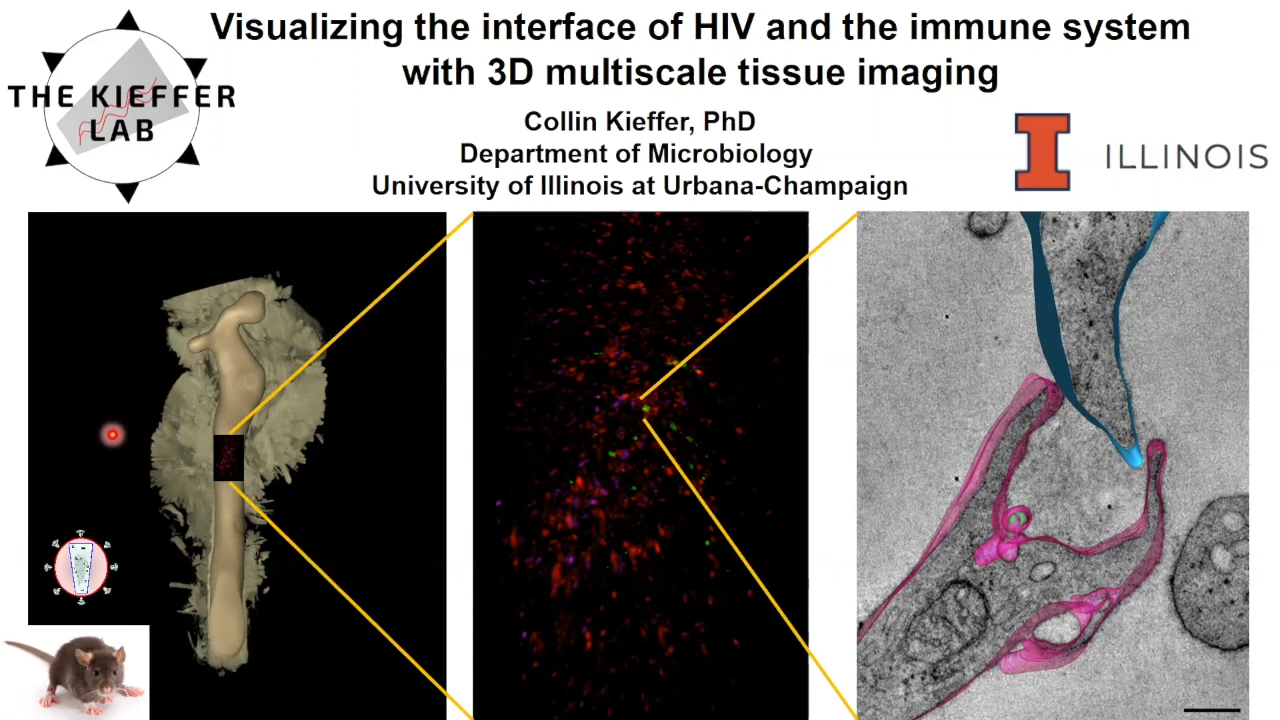 Visualizing the interface of HIV and the immune system
with 3D multiscale tissue imaging
THE KIEFFER
LAB
Collin Kieffer, PhD
Department of Microbiology
University of Illinois at Urbana-Champaign
ILLINOIS